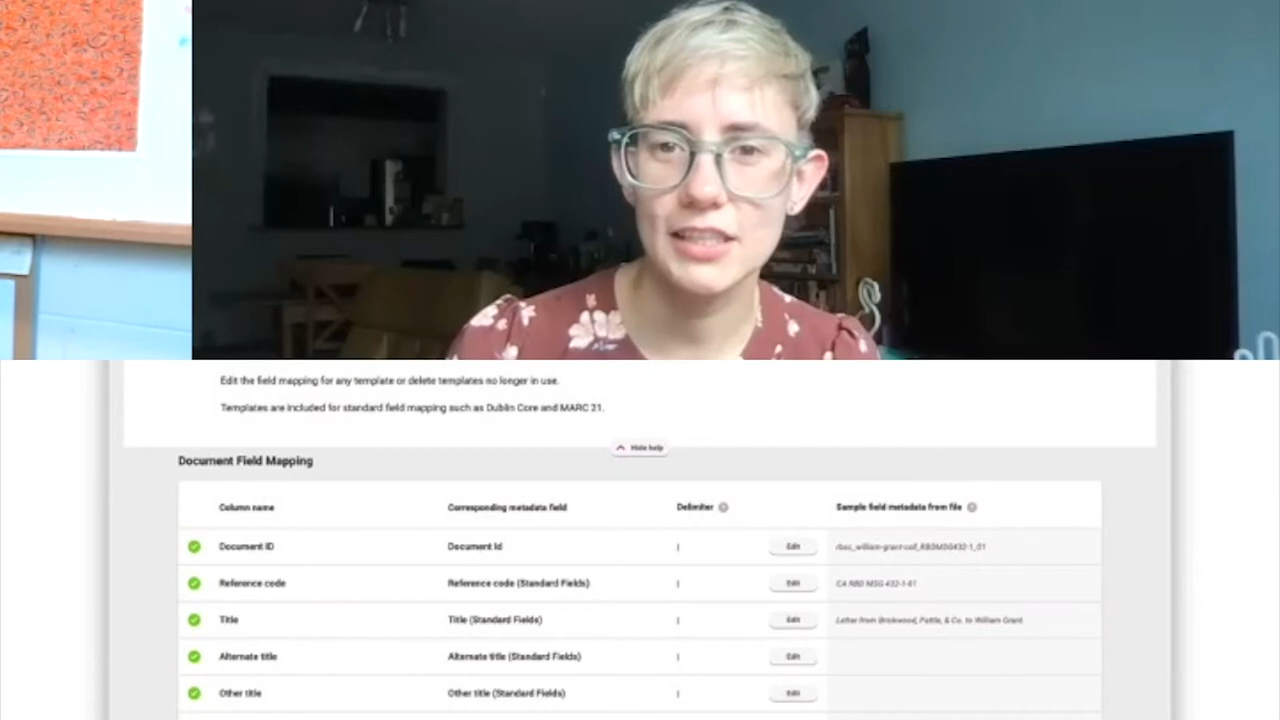 Edit the field mapping for any template or delete templates no longer in use.
Templates are included for standard field mapping such as Dublin Core and MARC 21.
Hide help
Document Field Mapping
Column name Corresponding metadata field Delimiter Sample field metadata from file
Document ID Document Id | Edit rbsc_william-grant-coll_RBDMSG432-1_01
Reference code Reference code (Standard Fields) | Edit CA RBD MSG 432-1-01
Title Title (Standard Fields) | Edit Letter from Brickwood, Pattle, & Co. to William Grant
Alternate title Alternate title (Standard Fields) | Edit
Other title Other title (Standard Fields) | Edit